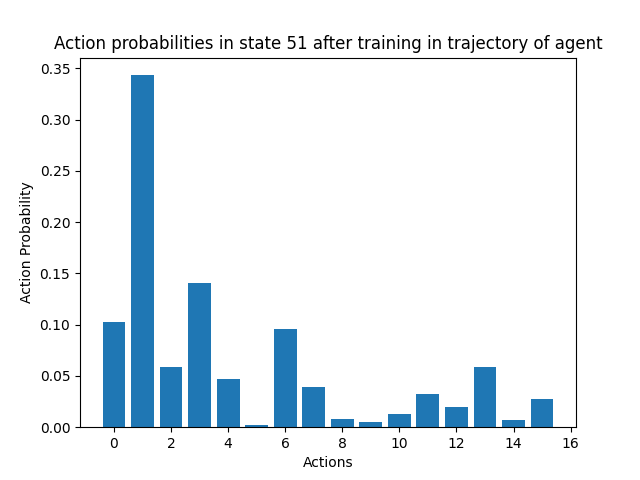 Action probabilities in state 51 after training in trajectory of agent
0.35
0.30
0.25
0.20
0.15
0.10
0.05
0.00
Action Probability
0 2 4 6 8 10 12 14 16
Actions